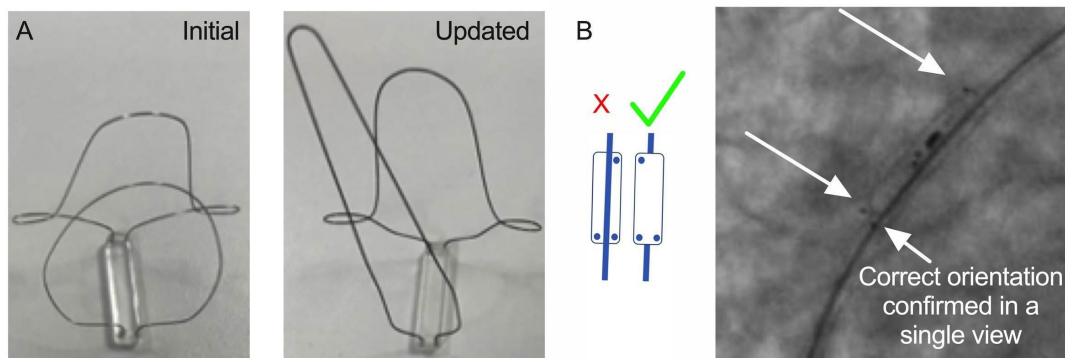 A
Initial
Updated
B
X
Correct orientation
confirmed in a
single view